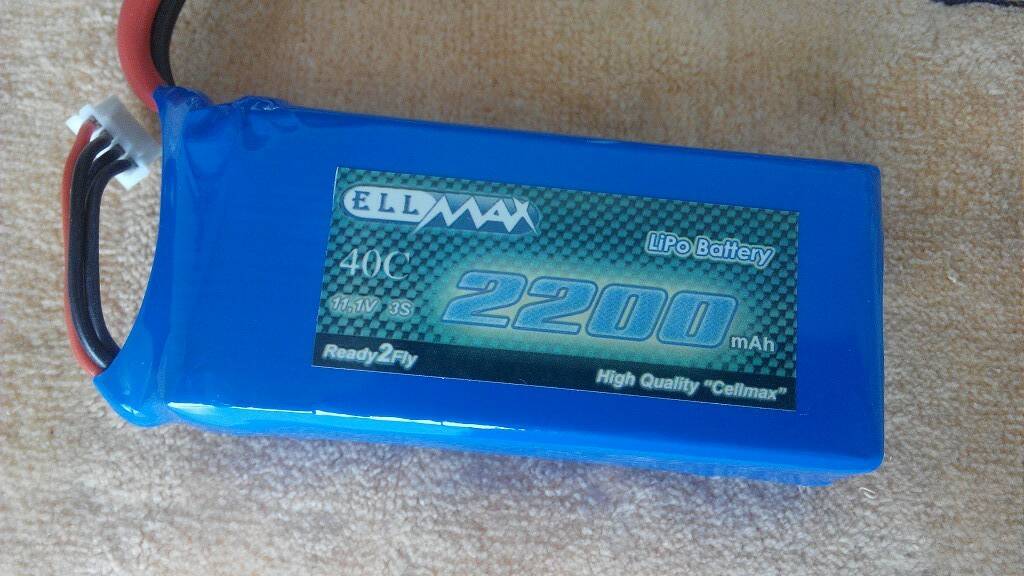 ELLMAX
LiPo Battery
40C
2200 mAh
11,1V 3S
Ready2Fly
High Quality "Cellmax"